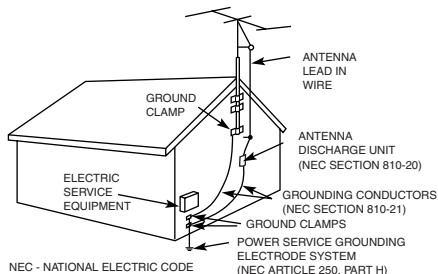 ANTENNA
LEAD IN
WIRE
GROUND
CLAMP
ANTENNA
DISCHARGE UNIT
(NEC SECTION 810-20)
ELECTRIC
SERVICE
EQUIPMENT
GROUNDING CONDUCTORS
(NEC SECTION 810-21)
GROUND CLAMPS
POWER SERVICE GROUNDING
ELECTRODE SYSTEM
(NEC ARTICLE 250, PART H)
NEC - NATIONAL ELECTRIC CODE